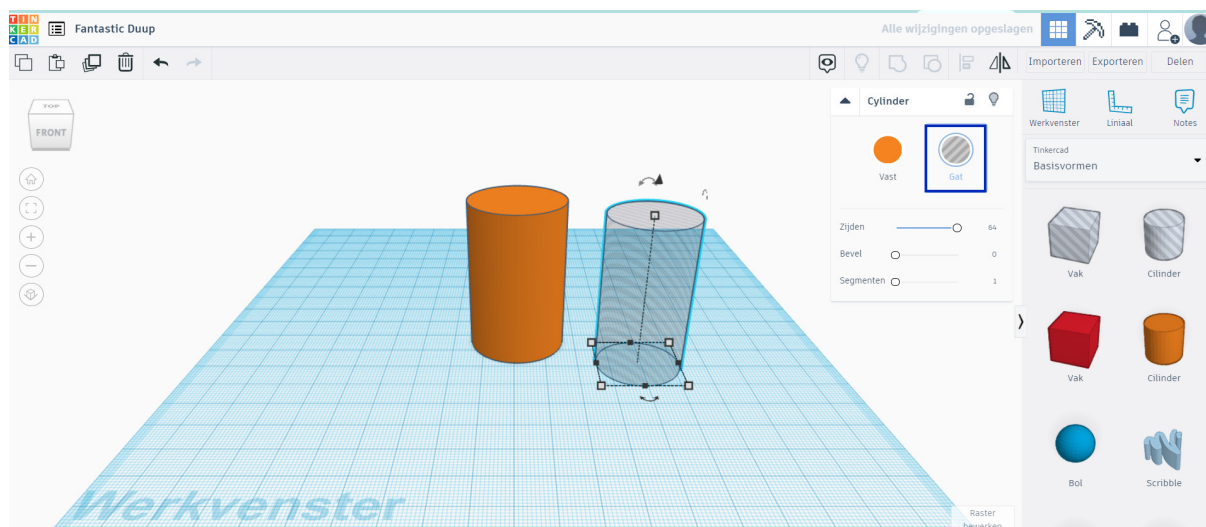 TIN
KER
CAD
Fantastic Duup
Alle wijzigingen opgeslagen
Importeren Exporteren Delen
TOP
FRONT
Cylinder
Vast Gat
Zijden 64
Bevel 0
Segmenten 1
Werkvenster Liniaal Notes
Tinkercad
Basisvormen
Vak Cilinder
Vak Cilinder
Bol Scribble
Werkvenster
Raster
bewerken